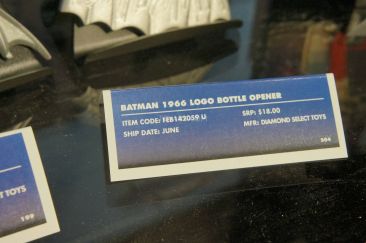 BATMAN 1966 LOGO BOTTLE OPENER
ITEM CODE: FEB142059 U SRP: $18.00
SHIP DATE: JUNE MFR: DIAMOND SELECT TOYS
204
TOYS
199